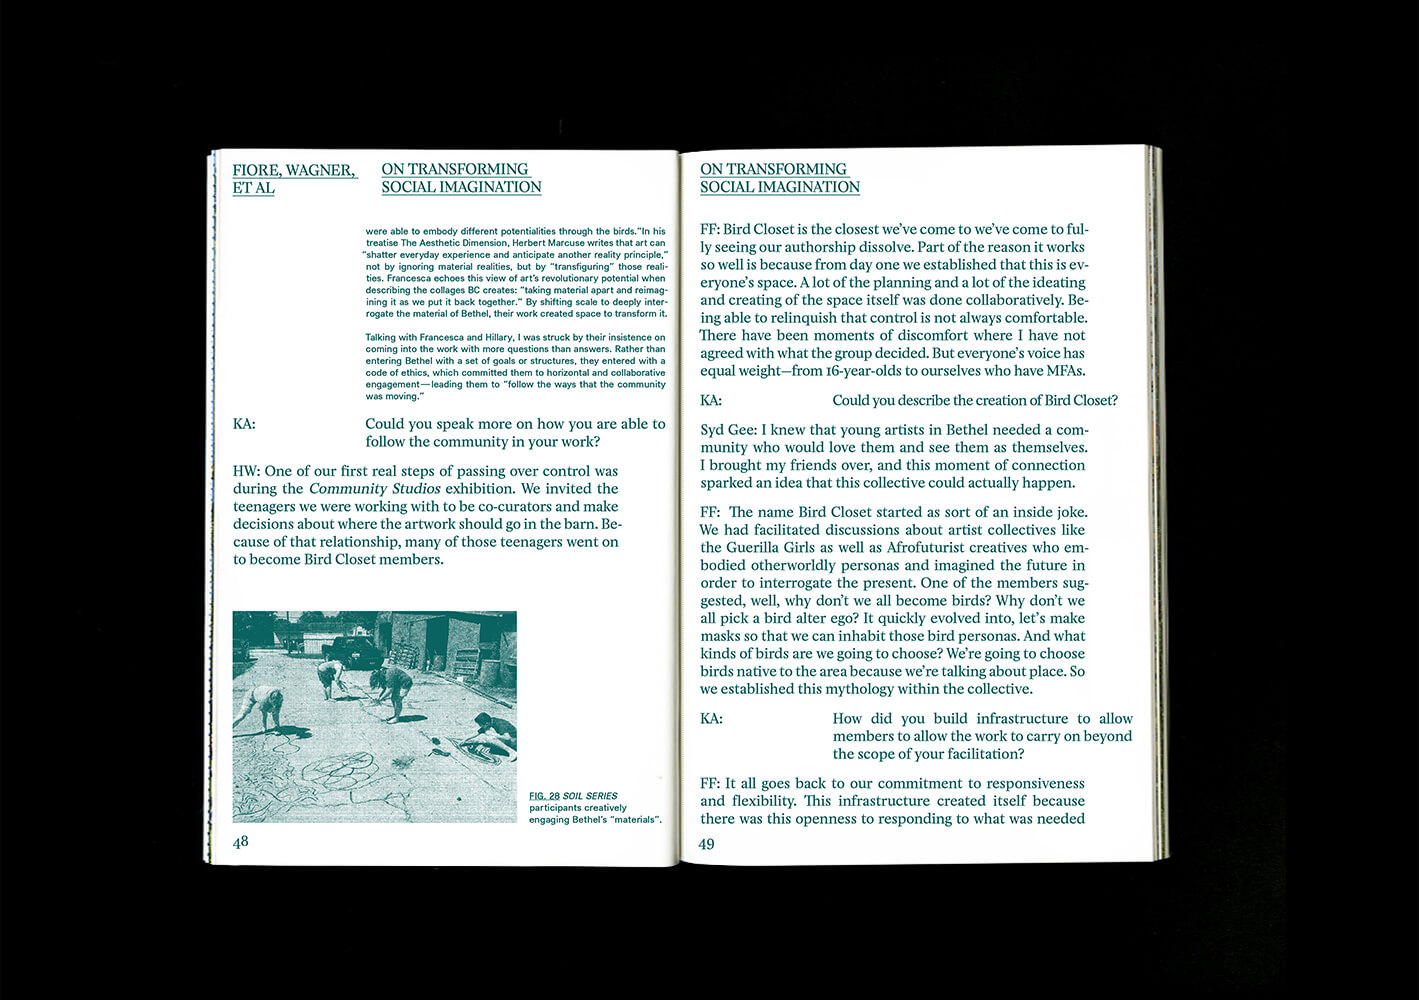 FIORE, WAGNER,
ET AL
ON TRANSFORMING
SOCIAL IMAGINATION
were able to embody different potentialities through the birds.”In his
treatise The Aesthetic Dimension, Herbert Marcuse writes that art can
“shatter everyday experience and anticipate another reality principle,”
not by ignoring material realities, but by “transfiguring” those reali-
ties. Francesca echoes this view of art’s revolutionary potential when
describing the collages BC creates: “taking material apart and reimag-
ining it as we put it back together.” By shifting scale to deeply inter-
rogate the material of Bethel, their work created space to transform it.
Talking with Francesca and Hillary, I was struck by their insistence on
coming into the work with more questions than answers. Rather than
entering Bethel with a set of goals or structures, they entered with a
code of ethics, which committed them to horizontal and collaborative
engagement—leading them to “follow the ways that the community
was moving.”
KA: Could you speak more on how you are able to
follow the community in your work?
HW: One of our first real steps of passing over control was
during the Community Studios exhibition. We invited the
teenagers we were working with to be co-curators and make
decisions about where the artwork should go in the barn. Be-
cause of that relationship, many of those teenagers went on
to become Bird Closet members.
FIG. 28 SOIL SERIES
participants creatively
engaging Bethel’s “materials”.
48
ON TRANSFORMING
SOCIAL IMAGINATION
FF: Bird Closet is the closest we’ve come to we’ve come to ful-
ly seeing our authorship dissolve. Part of the reason it works
so well is because from day one we established that this is ev-
eryone’s space. A lot of the planning and a lot of the ideating
and creating of the space itself was done collaboratively. Be-
ing able to relinquish that control is not always comfortable.
There have been moments of discomfort where I have not
agreed with what the group decided. But everyone’s voice has
equal weight—from 16-year-olds to ourselves who have MFAs.
KA: Could you describe the creation of Bird Closet?
Syd Gee: I knew that young artists in Bethel needed a com-
munity who would love them and see them as themselves.
I brought my friends over, and this moment of connection
sparked an idea that this collective could actually happen.
FF: The name Bird Closet started as sort of an inside joke.
We had facilitated discussions about artist collectives like
the Guerilla Girls as well as Afrofuturist creatives who em-
bodied otherworldly personas and imagined the future in
order to interrogate the present. One of the members sug-
gested, well, why don’t we all become birds? Why don’t we
all pick a bird alter ego? It quickly evolved into, let’s make
masks so that we can inhabit those bird personas. And what
kinds of birds are we going to choose? We’re going to choose
birds native to the area because we’re talking about place. So
we established this mythology within the collective.
KA: How did you build infrastructure to allow
members to allow the work to carry on beyond
the scope of your facilitation?
FF: It all goes back to our commitment to responsiveness
and flexibility. This infrastructure created itself because
there was this openness to responding to what was needed
49